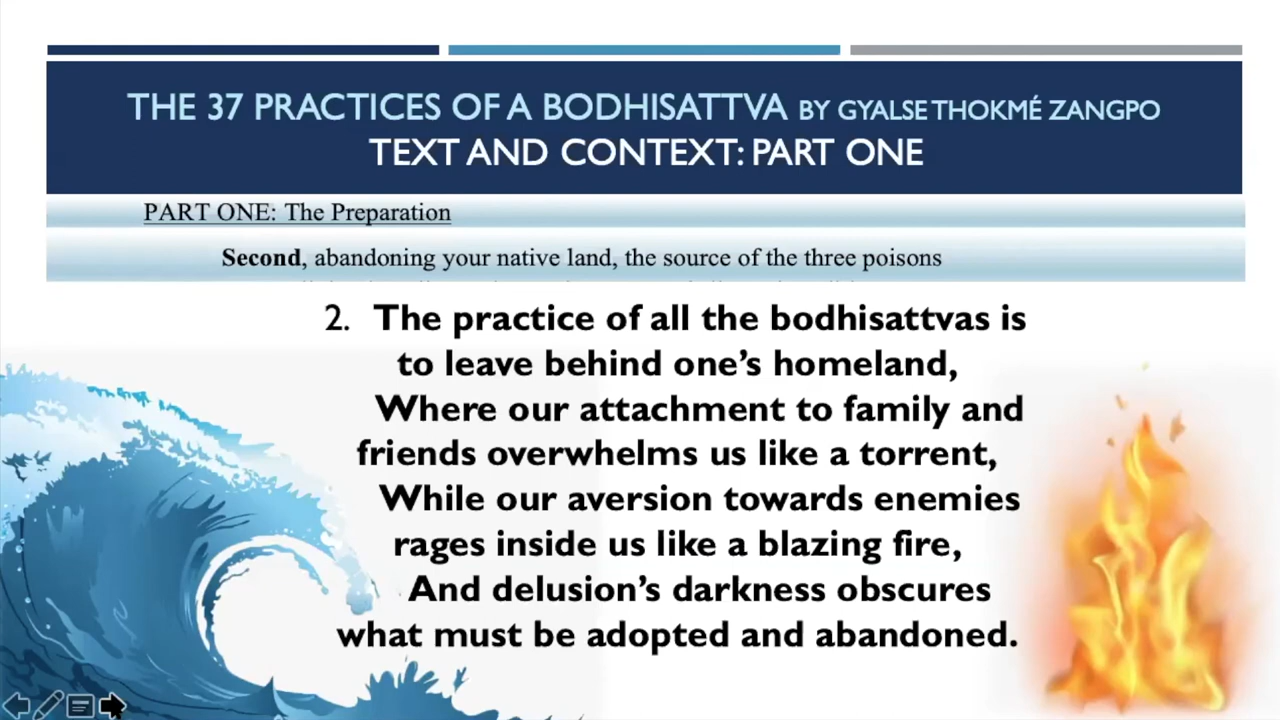 THE 37 PRACTICES OF A BODHISATTVA BY GYALSE THOKMÉ ZANGPO
TEXT AND CONTEXT: PART ONE
PART ONE: The Preparation
Second, abandoning your native land, the source of the three poisons
2. The practice of all the bodhisattvas is
to leave behind one’s homeland,
Where our attachment to family and
friends overwhelms us like a torrent,
While our aversion towards enemies
rages inside us like a blazing fire,
And delusion’s darkness obscures
what must be adopted and abandoned.